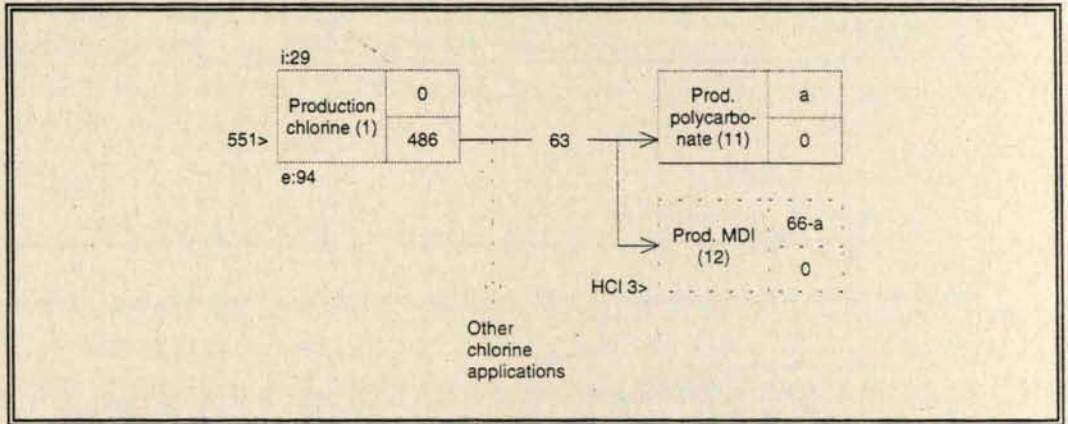 i:29
Production
chlorine (1)
0
486
551>
e:94
63
Prod.
polycarbo-
nate (11)
a
0
Prod. MDI
(12)
66-a
0
HCl 3>
Other
chlorine
applications